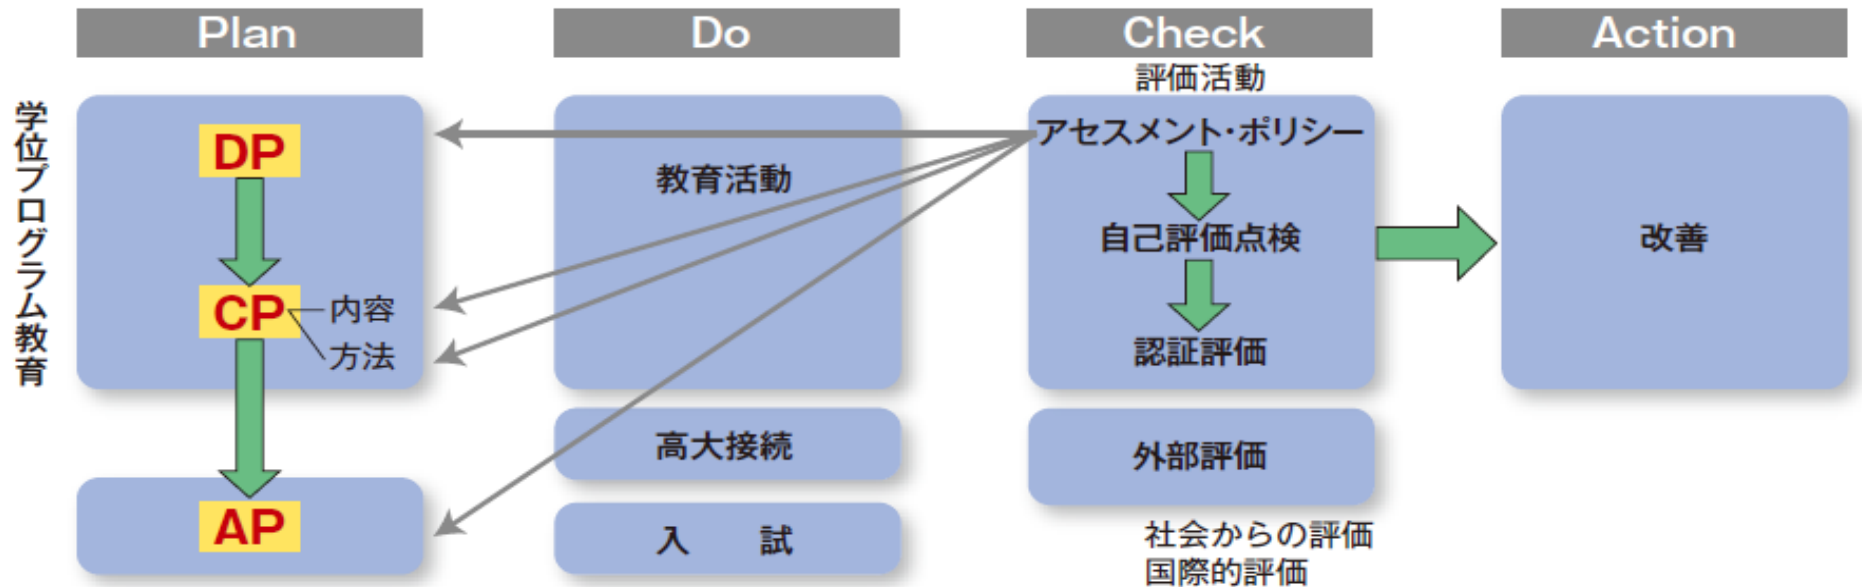 Plan
Do
Check
Action
学位プログラム教育
DP
CP
内容
方法
AP
教育活動
高大接続
入　試
評価活動
アセスメント・ポリシー
自己評価点検
認証評価
外部評価
社会からの評価
国際的評価
改善